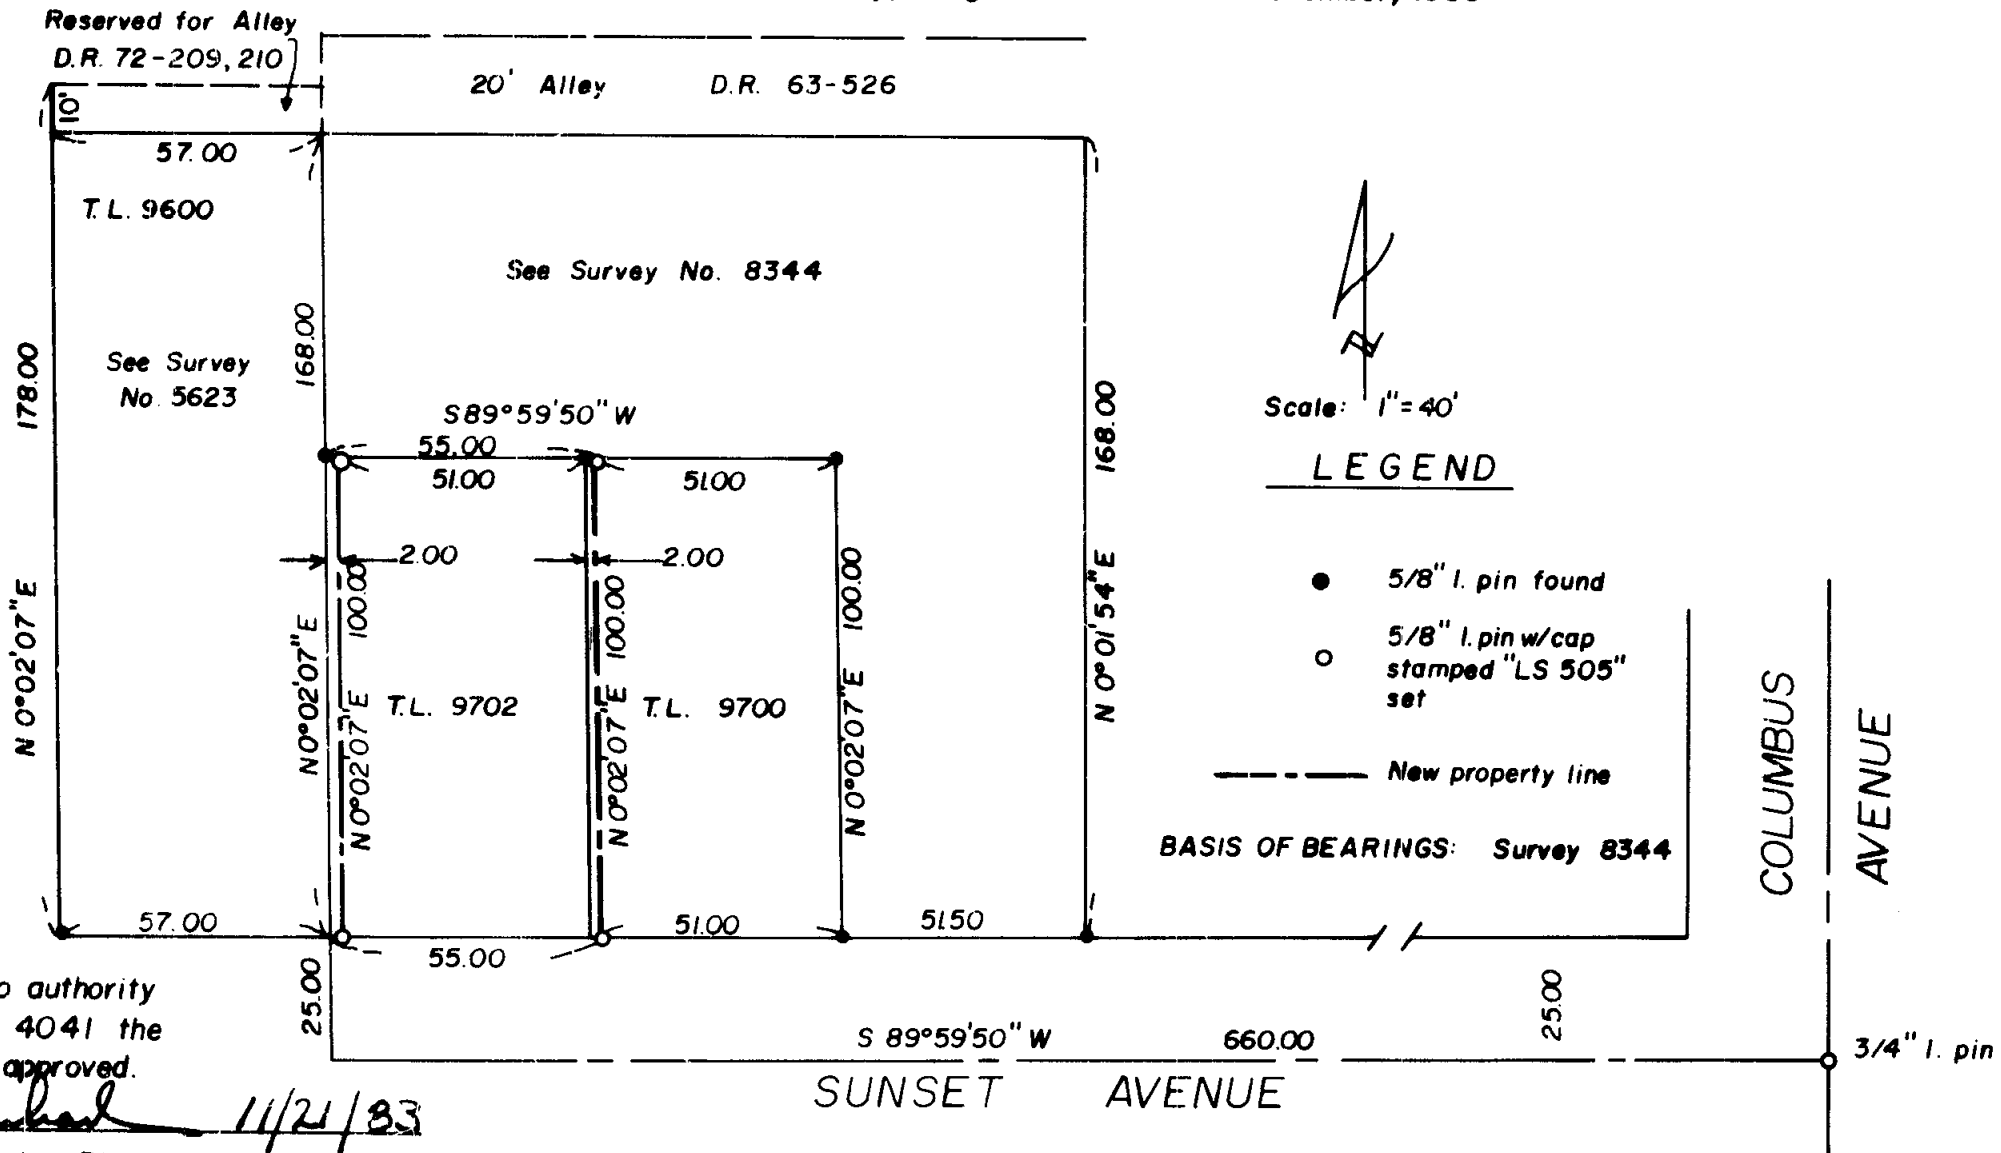 Reserved for Alley
D.R. 72-209,210
20' Alley D.R. 63-526
10'
57.00
T.L. 9600
See Survey No. 8344
168.00
178.00
See Survey
No. 5623
S 89°59'50" W
55.00
51.00
51.00
168.00
Scale: 1"=40'
LEGEND
2.00
2.00
100.00
100.00
100.00
5/8" I. pin found
5/8" I. pin w/cap
stamped "LS 505"
set
N 0°02'07" E
N 0°02'07" E
N 0°02'07" E
T.L. 9702
N 0°02'07" E
T.L. 9700
N 0°02'07" E
N 0°01'54" E
New property line
BASIS OF BEARINGS: Survey 8344
COLUMBUS
AVENUE
57.00
55.00
51.00
51.50
25.00
25.00
authority
4041 the
approved.
S 89°59'50" W 660.00
3/4" I. pin
SUNSET AVENUE
11/21/83